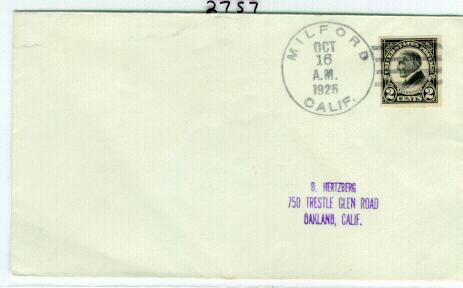 2757
MILFORD
OCT
16
A.M.
1925
CALIF.
UNITED STATES POSTAGE
2 CENTS 2
B. HERTZBERG
750 TRESTLE GLEN ROAD
OAKLAND, CALIF.